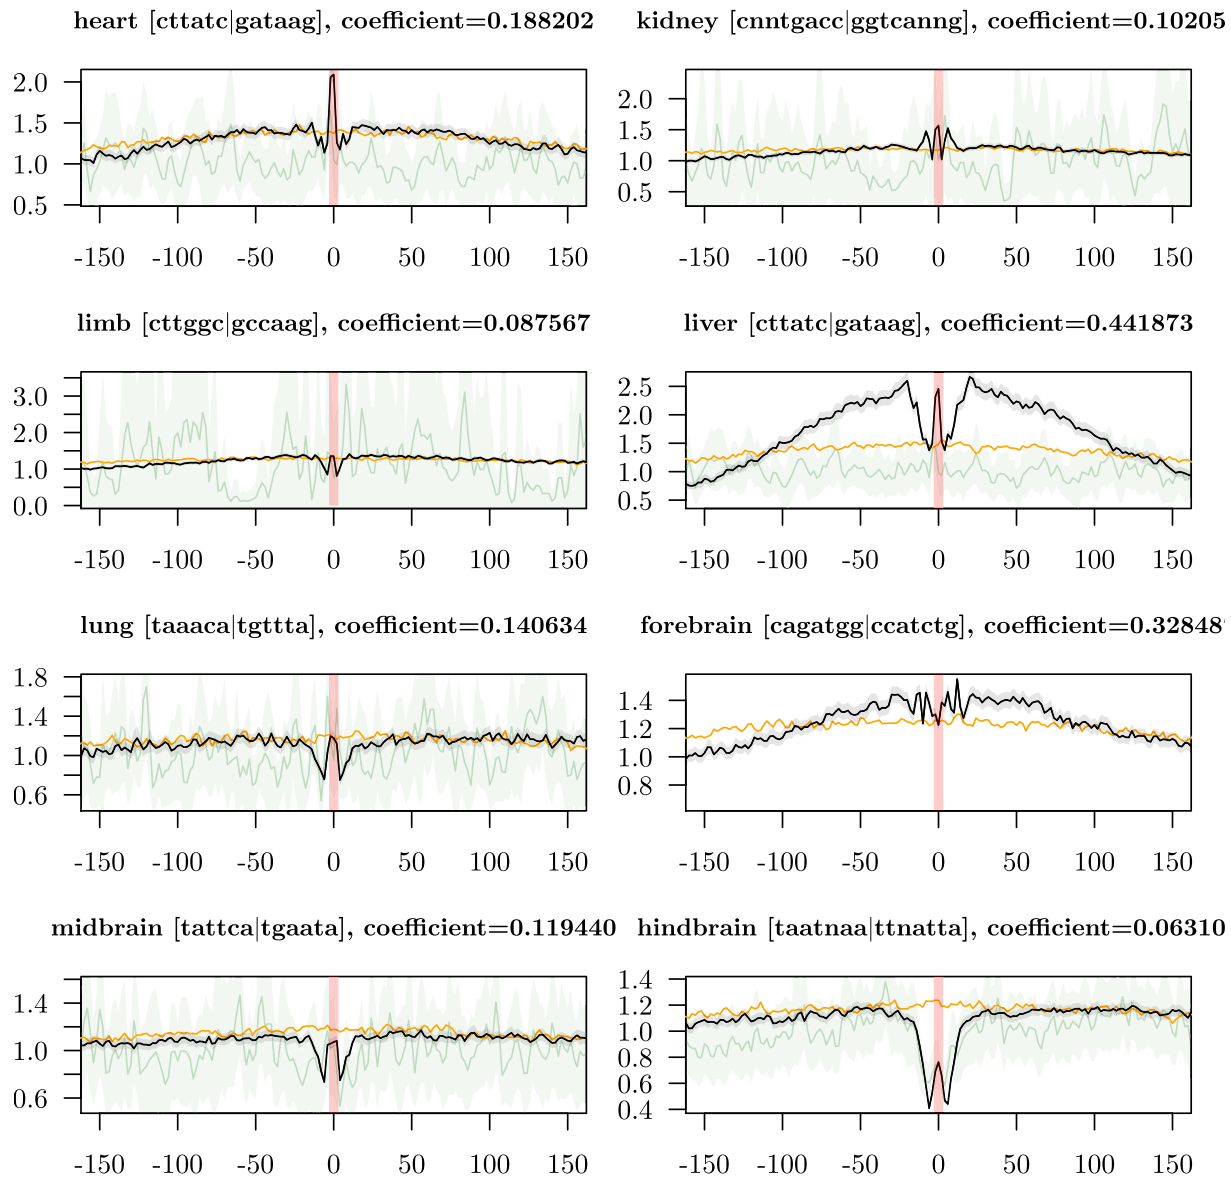 heart [cttatc|gataag], coefficient=0.188202
2.0
1.5
1.0
0.5
-150 -100 -50 0 50 100 150
kidney [cnntgacc|ggtcanng], coefficient=0.10205
2.0
1.5
1.0
0.5
-150 -100 -50 0 50 100 150
limb [cttggc|gccaag], coefficient=0.087567
3.0
2.0
1.0
0.0
-150 -100 -50 0 50 100 150
liver [cttatc|gataag], coefficient=0.441873
2.5
2.0
1.5
1.0
0.5
-150 -100 -50 0 50 100 150
lung [taaaca|tgttta], coefficient=0.140634
1.8
1.4
1.0
0.6
-150 -100 -50 0 50 100 150
forebrain [cagatgg|ccatctg], coefficient=0.32848
1.4
1.2
1.0
0.8
-150 -100 -50 0 50 100 150
midbrain [tattca|tgaata], coefficient=0.119440
1.4
1.0
0.6
-150 -100 -50 0 50 100 150
hindbrain [taatnaa|ttnatta], coefficient=0.06310
1.4
1.2
1.0
0.8
0.6
0.4
-150 -100 -50 0 50 100 150